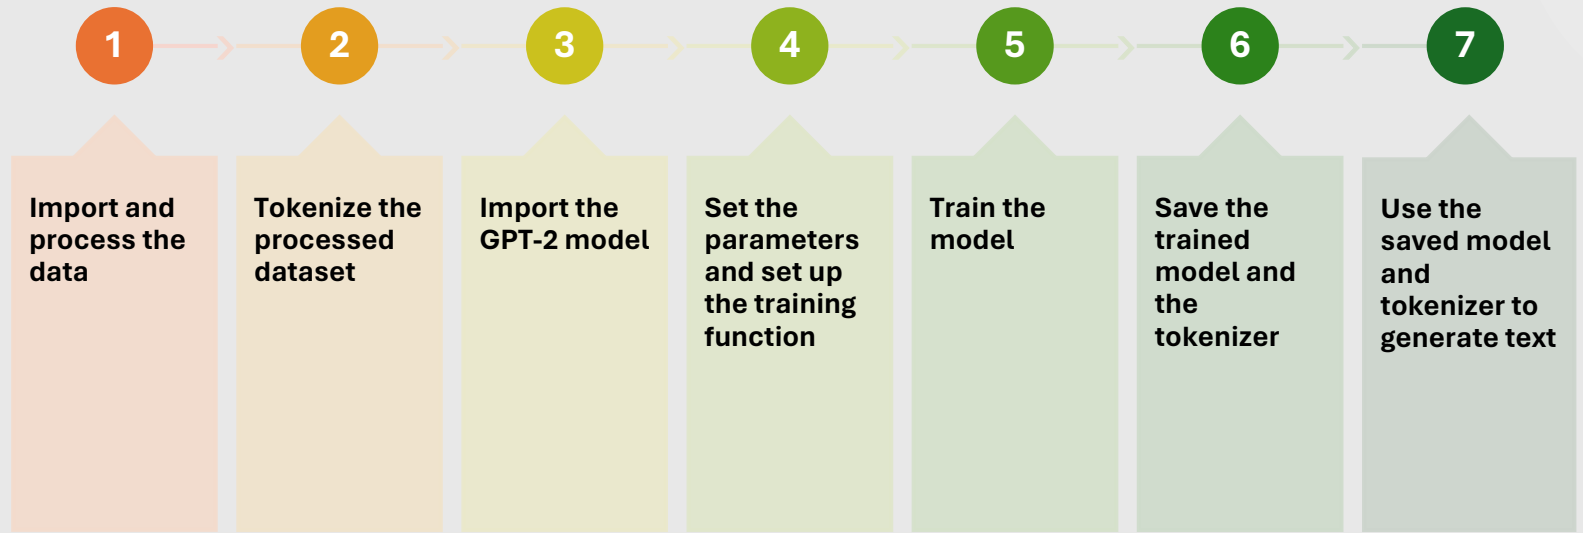 1
2
3
4
5
6
7
Import and
process the
data
Tokenize the
processed
dataset
Import the
GPT-2 model
Set the
parameters
and set up
the training
function
Train the
model
Save the
trained
model and
the
tokenizer
Use the
saved model
and
tokenizer to
generate text